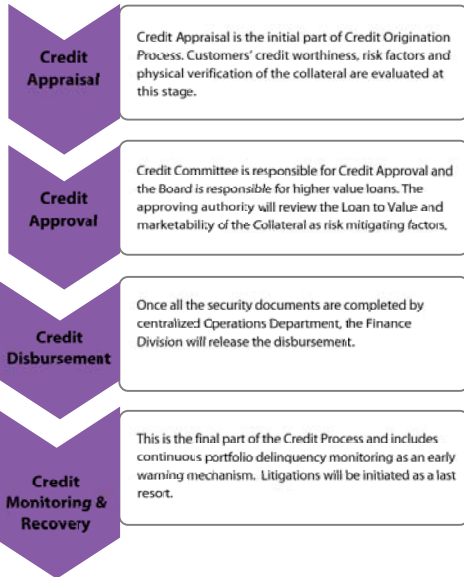 Credit
Appraisal
Credit Appraisal is the initial part of Credit Origination
Process. Customers' credit worthiness, risk factors and
physical verification of the collateral are evaluated at
this stage.
Credit
Approval
Credit Committee is responsible for Credit Approval and
the Board is responsible for higher value loans. The
approving authority will review the Loan to Value and
marketability of the Collateral as risk mitigating factors.
Credit
Disbursement
Once all the security documents are completed by
centralized Operations Department, the Finance
Division will release the disbursement.
Credit
Monitoring &
Recovery
This is the final part of the Credit Process and includes
continuous portfolio delinquency monitoring as an early
warning mechanism. Litigations will be initiated as a last
resort.